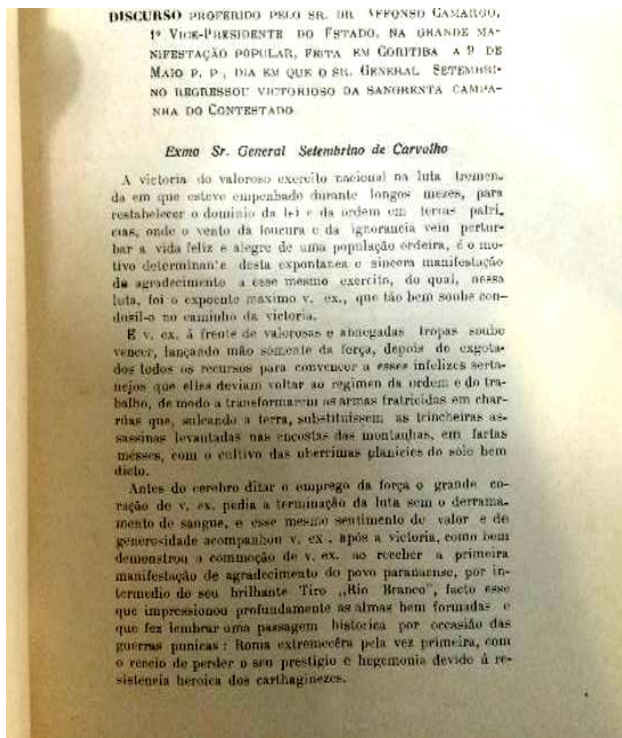 DISCURSO PROFERIDO PELO SR. DR AFFONSO CAMARGO,
1º VICE-PRESIDENTE DO ESTADO, NA GRANDE MA-
NIFESTAÇÃO POPULAR, FEITA EM CORITIBA A 9 DE
MAIO P. P, DIA EM QUE O SR. GENERAL SETEMBRI-
NO REGRESSOU VICTORIOSO DA SANGRENTA CAMPA-
NHA DO CONTESTADO
Exmo Sr. General Setembrino de Carvalho
A victoria do valoroso exercito nacional na luta tremen-
da em que esteve empenhado durante longos mezes, para
restabelecer o dominio da lei e da ordem em terras patri-
cias, onde o vento da loucura e da ignorancia veiu pertur-
bar a vida feliz e alegre de uma população ordeira, é o mo-
tivo determinante desta expontanea e sincera manifestação
de agradecimento a esse mesmo exercito, do qual, nessa
luta, foi o expoente maximo v. ex., que tão bem soube con-
dusil-o no caminho da victoria.
E v. ex. á frente de valorosas e abnegadas tropas soube
vencer, lançando mão sómente da força, depois de exgota-
dos todos os recursos para convencer a esses infelizes serta-
nejos que elles deviam voltar ao regimen da ordem e do tra-
balho, de modo a transformarem as armas fratricidas em char-
rúas que, sulcando a terra, substituissem as trincheiras as-
sassinas levantadas nas encostas das montanhas, em fartas
mésses, com o cultivo das uberrimas planicies do solo bem
dicto.
Antes do cerebro ditar o emprego da força o grande co-
ração de v. ex. pedia a terminação da luta sem o derrama-
mento de sangue, e esse mesmo sentimento de valor e de
generosidade acompanhou v. ex., após a victoria, como bem
demonstrou a commoção de v. ex. ao receber a primeira
manifestação de agradecimento do povo paranaense, por in-
termedio do seu brilhante Tiro „Rio Branco", facto esse
que impressionou profundamente as almas bem formadas e
que fez lembrar uma passagem historica por occasião das
guerras punicas: Roma extremecêra pela vez primeira, com
o receio de perder o seu prestigio e hegemonia devido á re-
sistencia heroica dos carthaginezes.